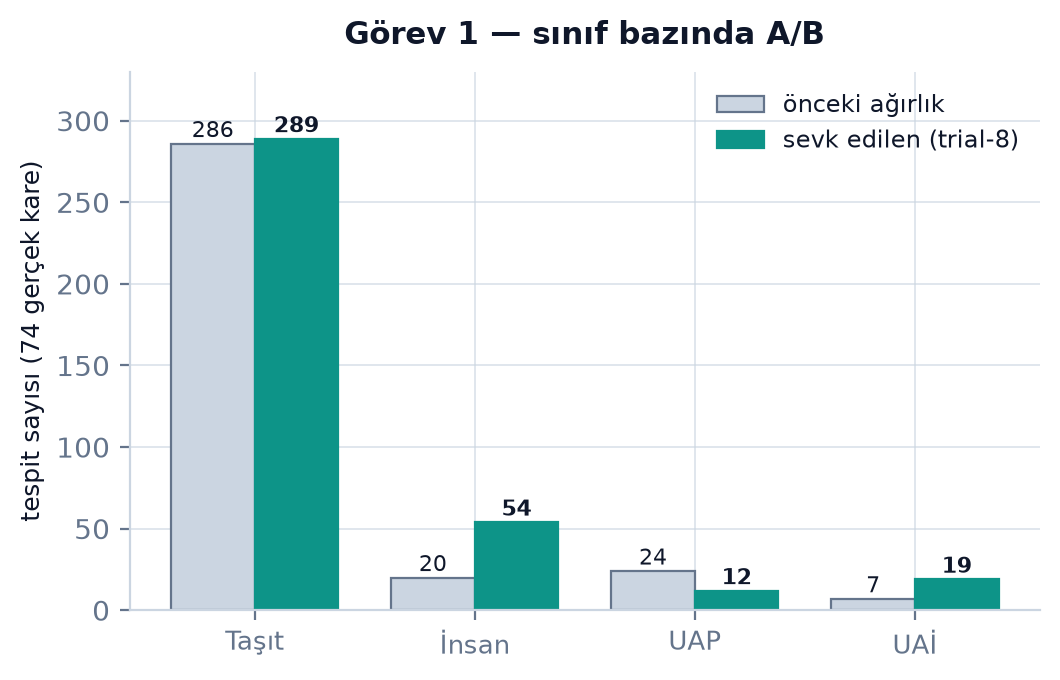 Görev 1 — sınıf bazında A/B
önceki ağırlık
sevk edilen (trial-8)
tespit sayısı (74 gerçek kare)
300
250
200
150
100
50
0
286
289
20
54
24
12
7
19
Taşıt
İnsan
UAP
UAİ